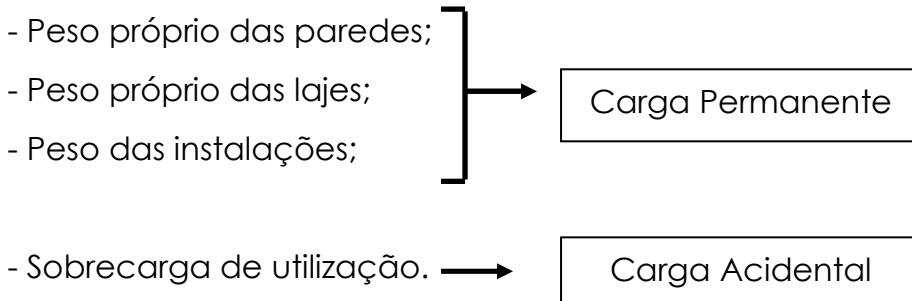 - Peso próprio das paredes;
- Peso próprio das lajes;
- Peso das instalações;
Carga Permanente
- Sobrecarga de utilização.
Carga Acidental